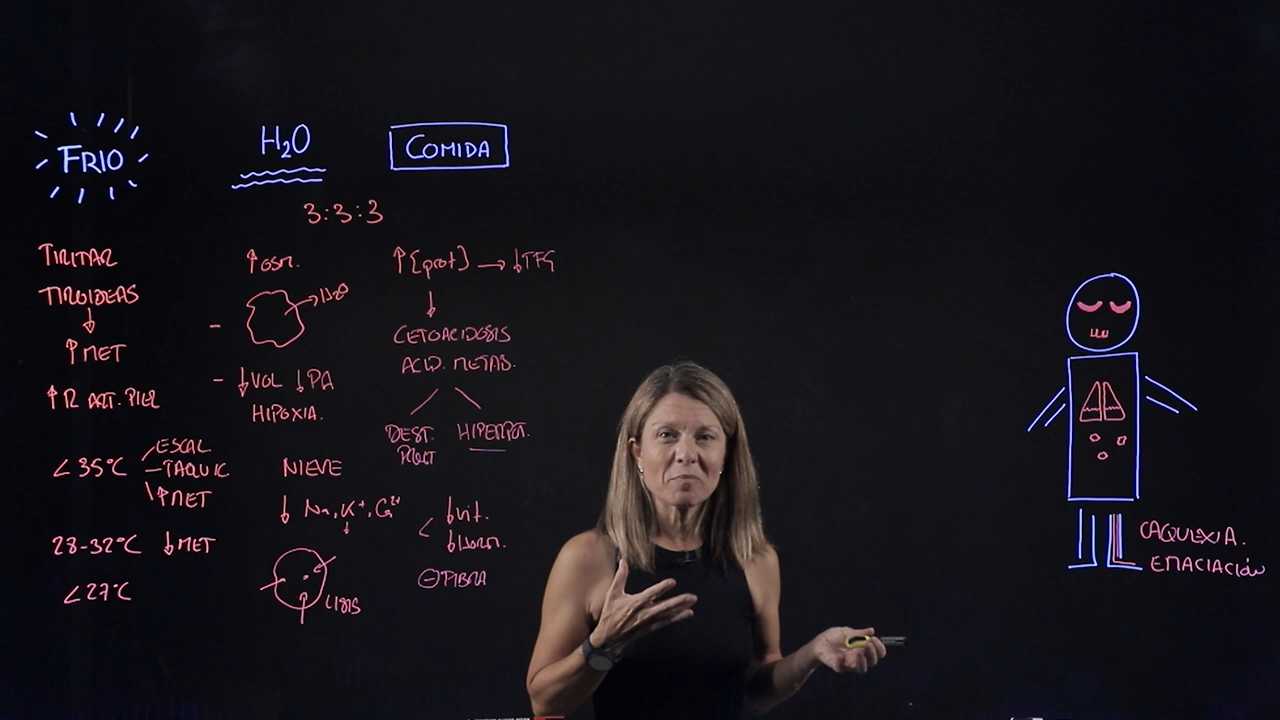 FRIO
TIRITAR
TIROIDEAS
↓
↑MET
↑R ART. PIEL
<35°C
ESCAL.
TAQUIC
↑MET
28-32°C ↓MET
<27°C
H₂O
3:3:3
↑OSM.
→H₂O
- ↓VOL ↓PA
HIPOXIA.
NIEVE
↓ Na, K⁺, Ca²⁺
↓
LISIS
COMIDA
↑[prot] → ↓TFG
↓
CETOACIDOSIS
ACID. METAB.
DEST.
PROT
HIPERPOT.
< ↓vit.
↓HORM.
⊖FIBRA
CAQUEXIA.
EMACIACIÓN